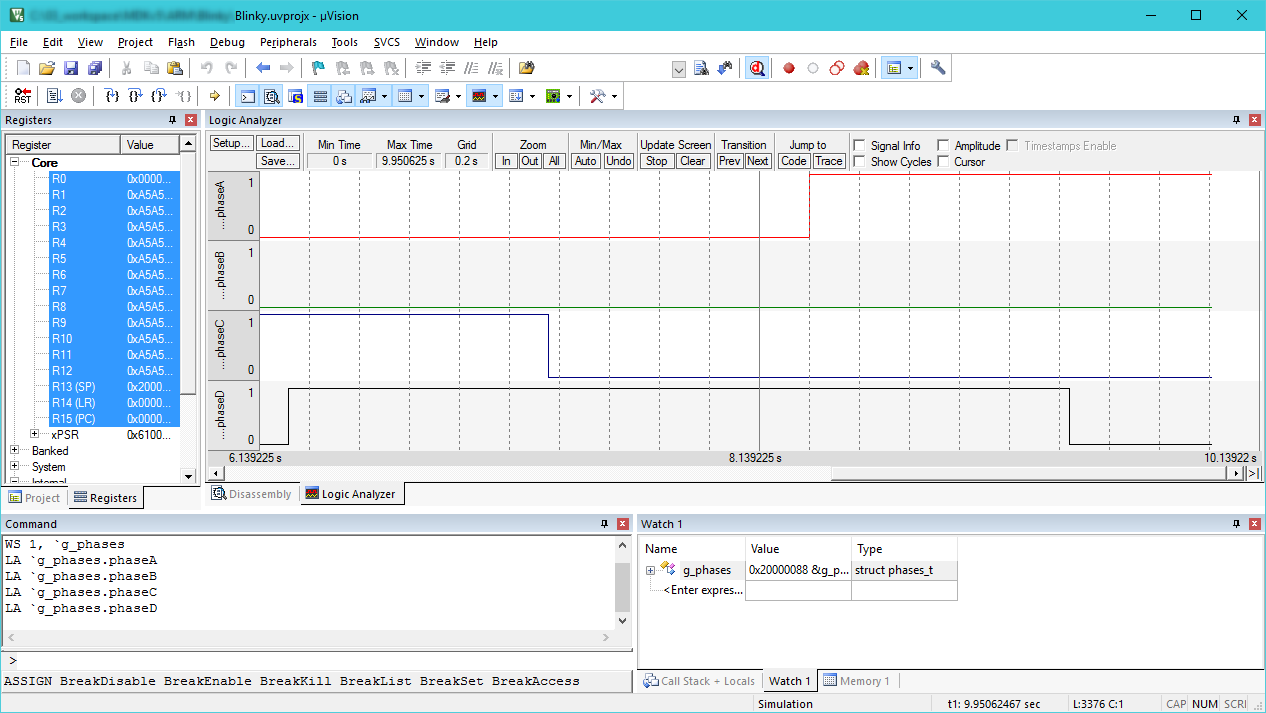 Blinky.uvprojx - µVision
File Edit View Project Flash Debug Peripherals Tools SVCS Window Help
RST
Registers
Register Value
Core
R0 0x0000...
R1 0xA5A5...
R2 0xA5A5...
R3 0xA5A5...
R4 0xA5A5...
R5 0xA5A5...
R6 0xA5A5...
R7 0xA5A5...
R8 0xA5A5...
R9 0xA5A5...
R10 0xA5A5...
R11 0xA5A5...
R12 0xA5A5...
R13 (SP) 0x2000...
R14 (LR) 0x0000...
R15 (PC) 0x0000...
xPSR 0x6100...
Banked
System
Internal
Project Registers
Logic Analyzer
Setup... Load... Min Time Max Time Grid Zoom Min/Max Update Screen Transition Jump to Signal Info Amplitude Timestamps Enable
Save... 0 s 9.950625 s 0.2 s In Out All Auto Undo Stop Clear Prev Next Code Trace Show Cycles Cursor
...phaseA 1 0
...phaseB 1 0
...phaseC 1 0
...phaseD 1 0
6.139225 s 8.139225 s 10.13922 s
Disassembly Logic Analyzer
Command
WS 1, `g_phases
LA `g_phases.phaseA
LA `g_phases.phaseB
LA `g_phases.phaseC
LA `g_phases.phaseD
>
ASSIGN BreakDisable BreakEnable BreakKill BreakList BreakSet BreakAccess
Watch 1
Name Value Type
g_phases 0x20000088 &g_p... struct phases_t
<Enter expres...
Call Stack + Locals Watch 1 Memory 1
Simulation t1: 9.95062467 sec L:3376 C:1 CAP NUM SCRL